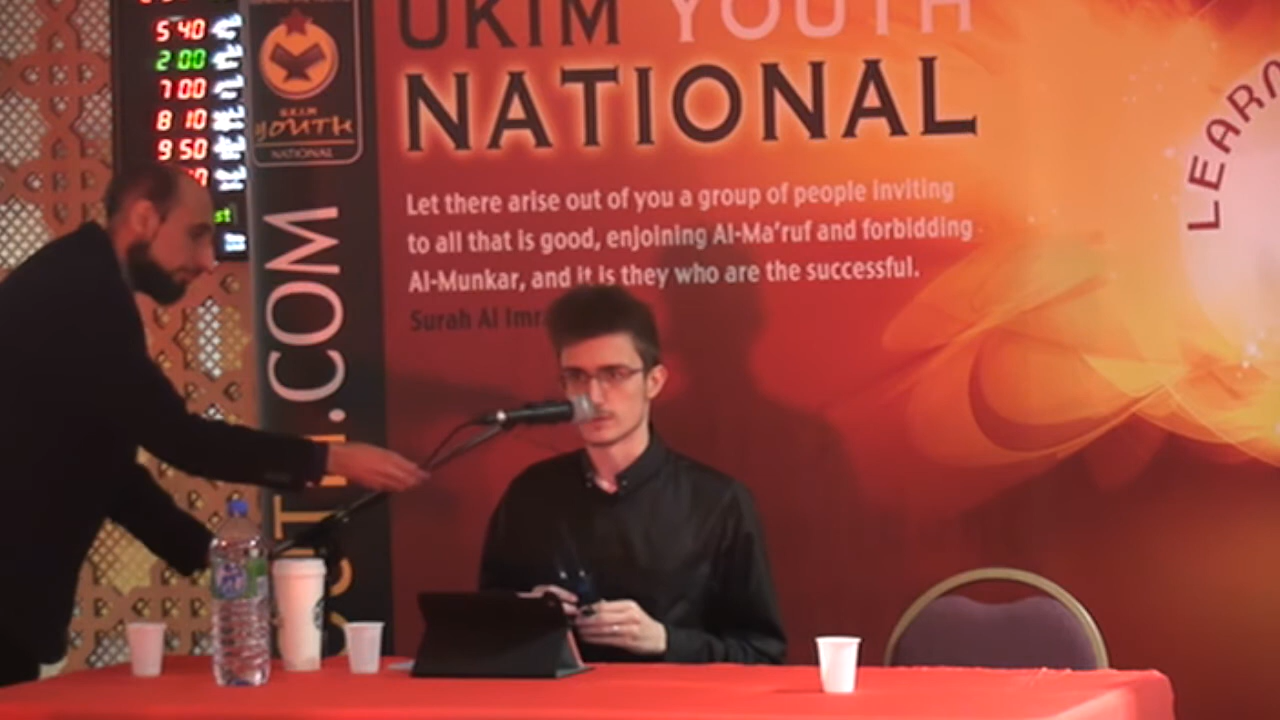 5 40
2 00
7 00
8 10
9 50
st
U.K.I.M
YOUTH
NATIONAL
.COM
UKIM YOUTH
NATIONAL
Let there arise out of you a group of people inviting
to all that is good, enjoining Al-Ma'ruf and forbidding
Al-Munkar, and it is they who are the successful.
Surah Al Imr
LEARN